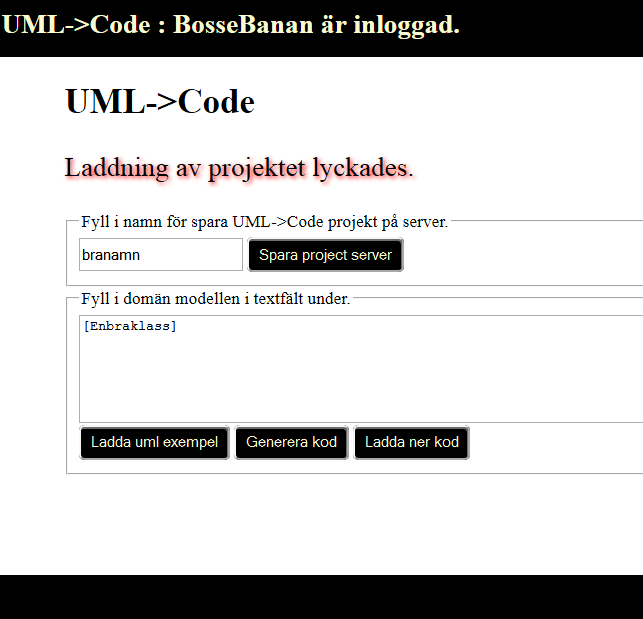 UML->Code : BosseBanan är inloggad.
UML->Code
Laddning av projektet lyckades.
Fyll i namn för spara UML->Code projekt på server.
branamn Spara project server
Fyll i domän modellen i textfält under.
[Enbraklass]
Ladda uml exempel Generera kod Ladda ner kod